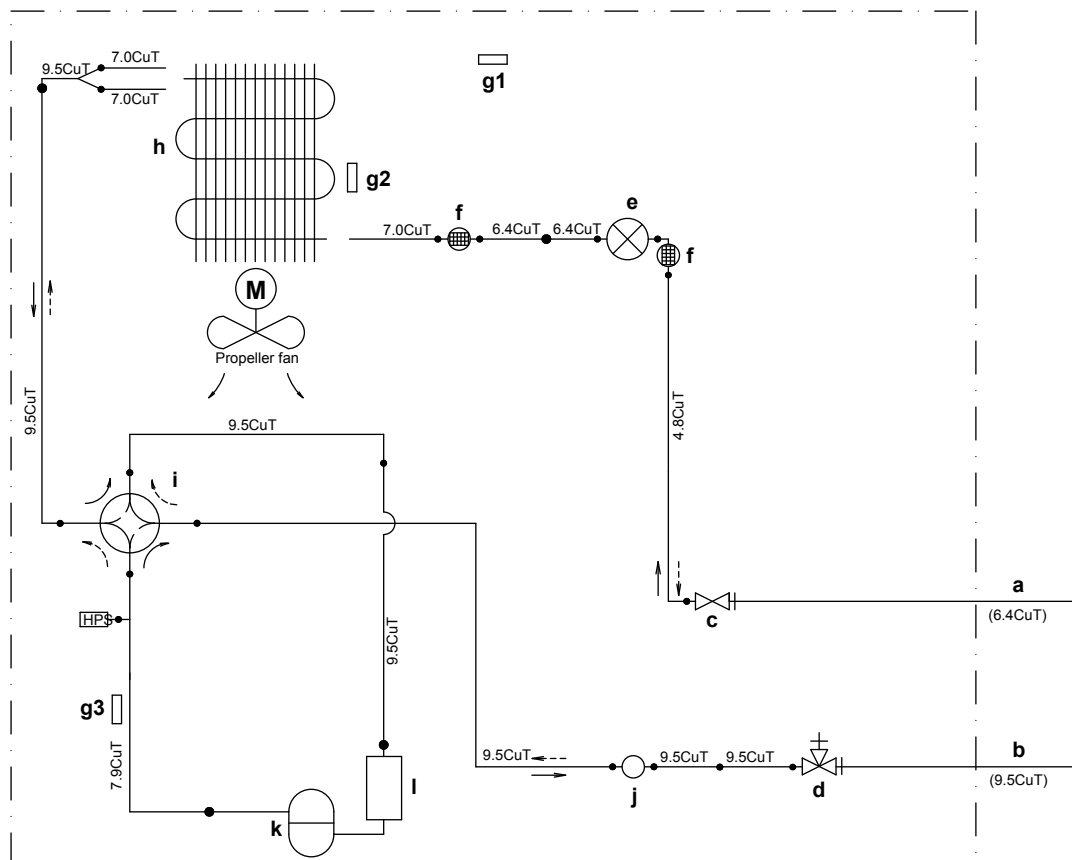 7.0CuT
9.5CuT
7.0CuT
g1
h
g2
7.0CuT
f
6.4CuT
6.4CuT
e
f
M
Propeller fan
9.5CuT
9.5CuT
4.8CuT
i
HPS
9.5CuT
a
(6.4CuT)
c
g3
7.9CuT
9.5CuT
9.5CuT
9.5CuT
b
(9.5CuT)
j
d
l
k